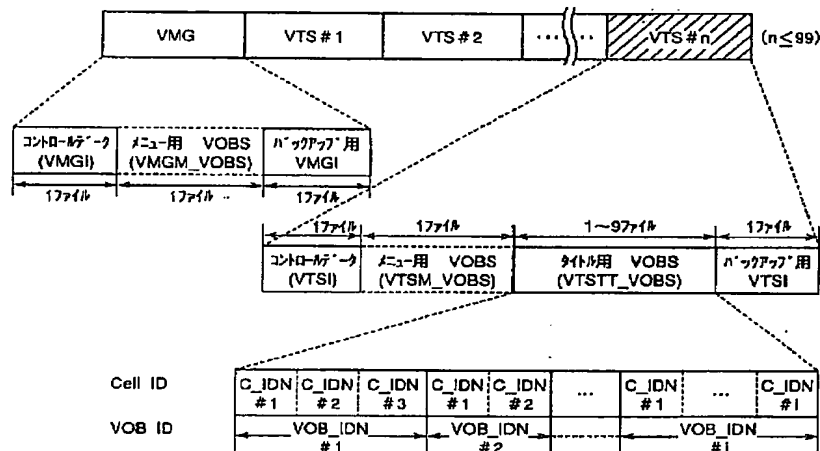 VMG VTS#1 VTS#2 ‥‥ ‥ VTS#n (n≦99)
コントロールデータ メニュー用 VOBS バックアップ用
(VMGI) (VMGM_VOBS) VMGI
1ファイル 1ファイル 1ファイル
1ファイル 1ファイル 1~9ファイル 1ファイル
コントロールデータ メニュー用 VOBS タイトル用 VOBS バックアップ用
(VTSI) (VTSM_VOBS) (VTSTT_VOBS) VTSI
Cell ID C_IDN C_IDN C_IDN C_IDN C_IDN … C_IDN … C_IDN
#1 #2 #3 #1 #2 #1 #i
VOB ID VOB_IDN VOB_IDN VOB_IDN
#1 #2 #i